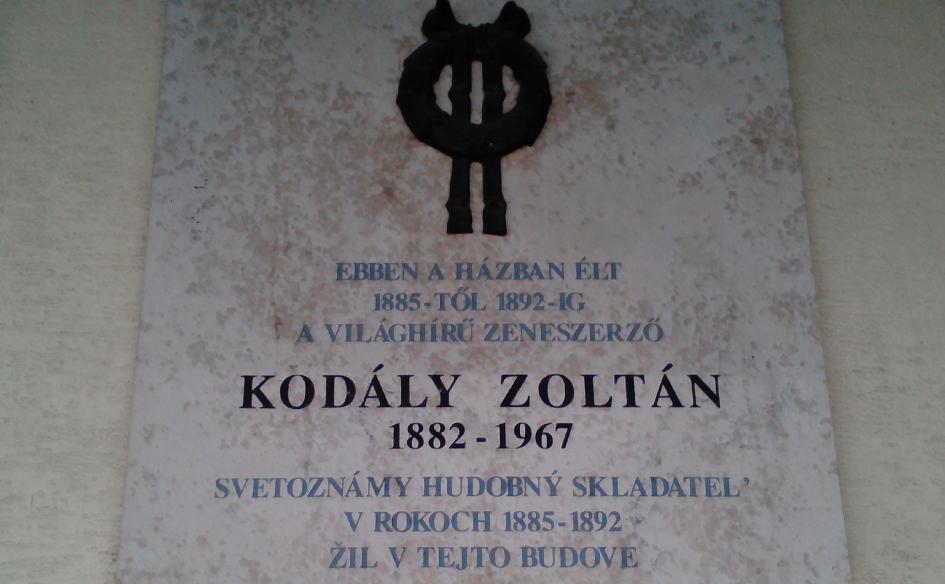 EBBEN A HÁZBAN ÉLT
1885-TŐL 1892-IG
A VILÁGHÍRŰ ZENESZERZŐ
KODÁLY ZOLTÁN
1882-1967
SVETOZNÁMY HUDOBNÝ SKLADATEL'
V ROKOCH 1885-1892
ŽIL V TEJTO BUDOVE